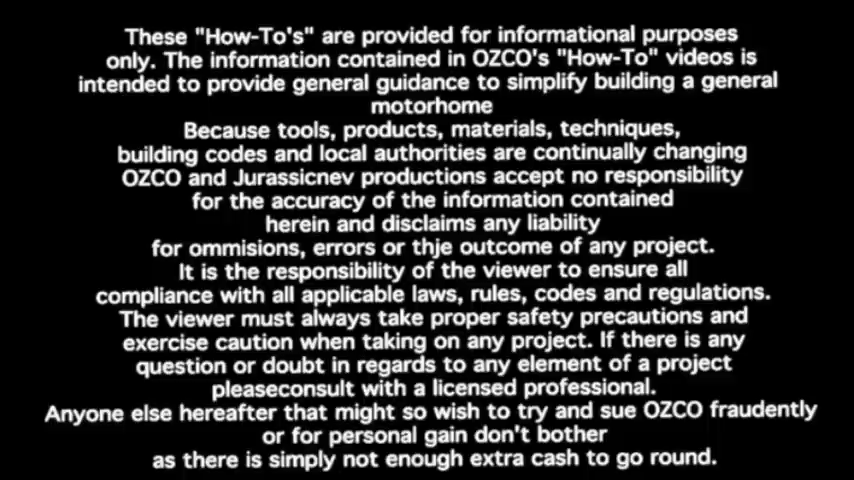 These "How-To's" are provided for informational purposes
only. The information contained in OZCO's "How-To" videos is
intended to provide general guidance to simplify building a general
motorhome
Because tools, products, materials, techniques,
building codes and local authorities are continually changing
OZCO and Jurassicnev productions accept no responsibility
for the accuracy of the information contained
herein and disclaims any liability
for ommisions, errors or thje outcome of any project.
It is the responsibility of the viewer to ensure all
compliance with all applicable laws, rules, codes and regulations.
The viewer must always take proper safety precautions and
exercise caution when taking on any project. If there is any
question or doubt in regards to any element of a project
pleaseconsult with a licensed professional.
Anyone else hereafter that might so wish to try and sue OZCO fraudently
or for personal gain don't bother
as there is simply not enough extra cash to go round.